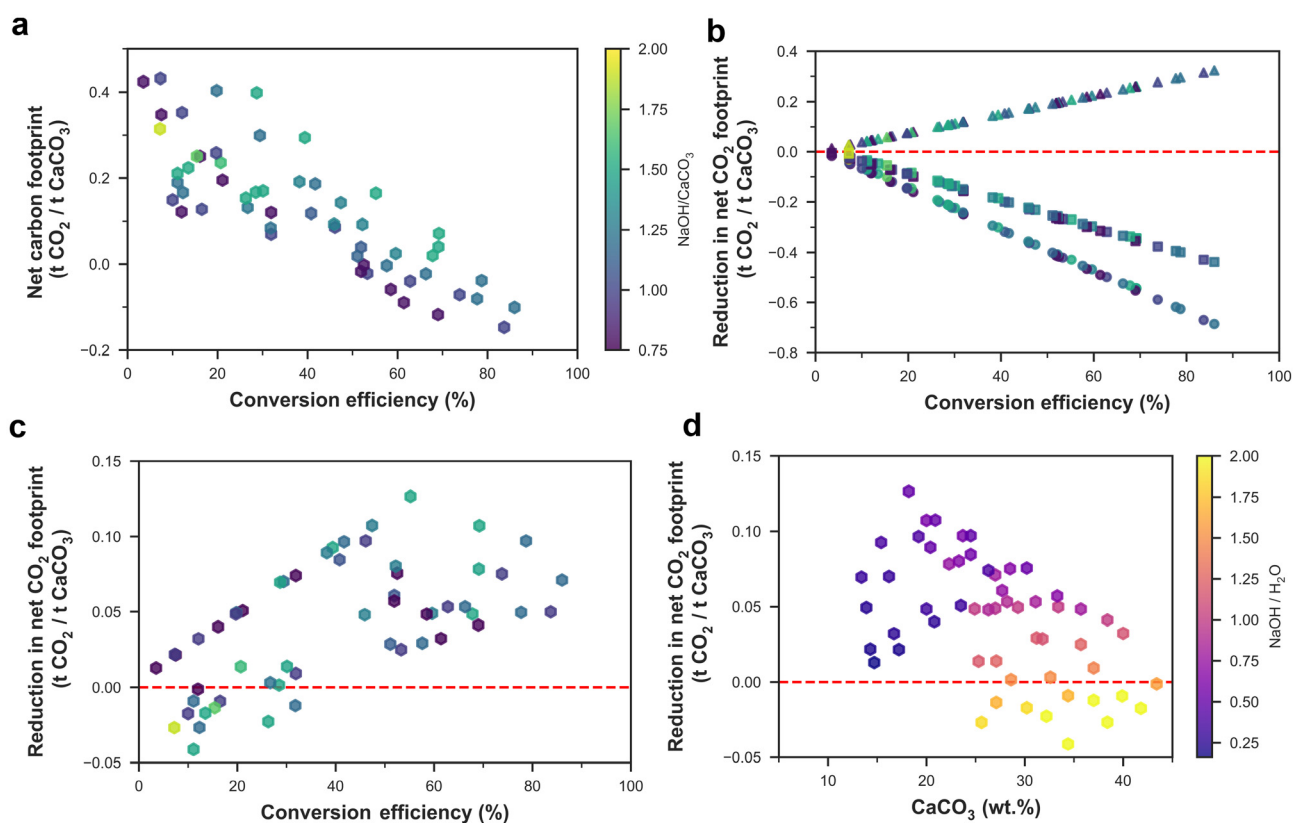 a
Net carbon footprint
(t CO₂ / t CaCO₃)
0.4
0.2
0.0
−0.2
0 20 40 60 80 100
Conversion efficiency (%)
2.00
1.75
1.50
1.25
1.00
0.75
NaOH/CaCO₃
b
Reduction in net CO₂ footprint
(t CO₂ / t CaCO₃)
0.4
0.2
0.0
−0.2
−0.4
−0.6
−0.8
0 20 40 60 80 100
Conversion efficiency (%)
c
Reduction in net CO₂ footprint
(t CO₂ / t CaCO₃)
0.15
0.10
0.05
0.00
−0.05
0 20 40 60 80 100
Conversion efficiency (%)
d
Reduction in net CO₂ footprint
(t CO₂ / t CaCO₃)
0.15
0.10
0.05
0.00
−0.05
10 20 30 40
CaCO₃ (wt.%)
2.00
1.75
1.50
1.25
1.00
0.75
0.50
0.25
NaOH / H₂O